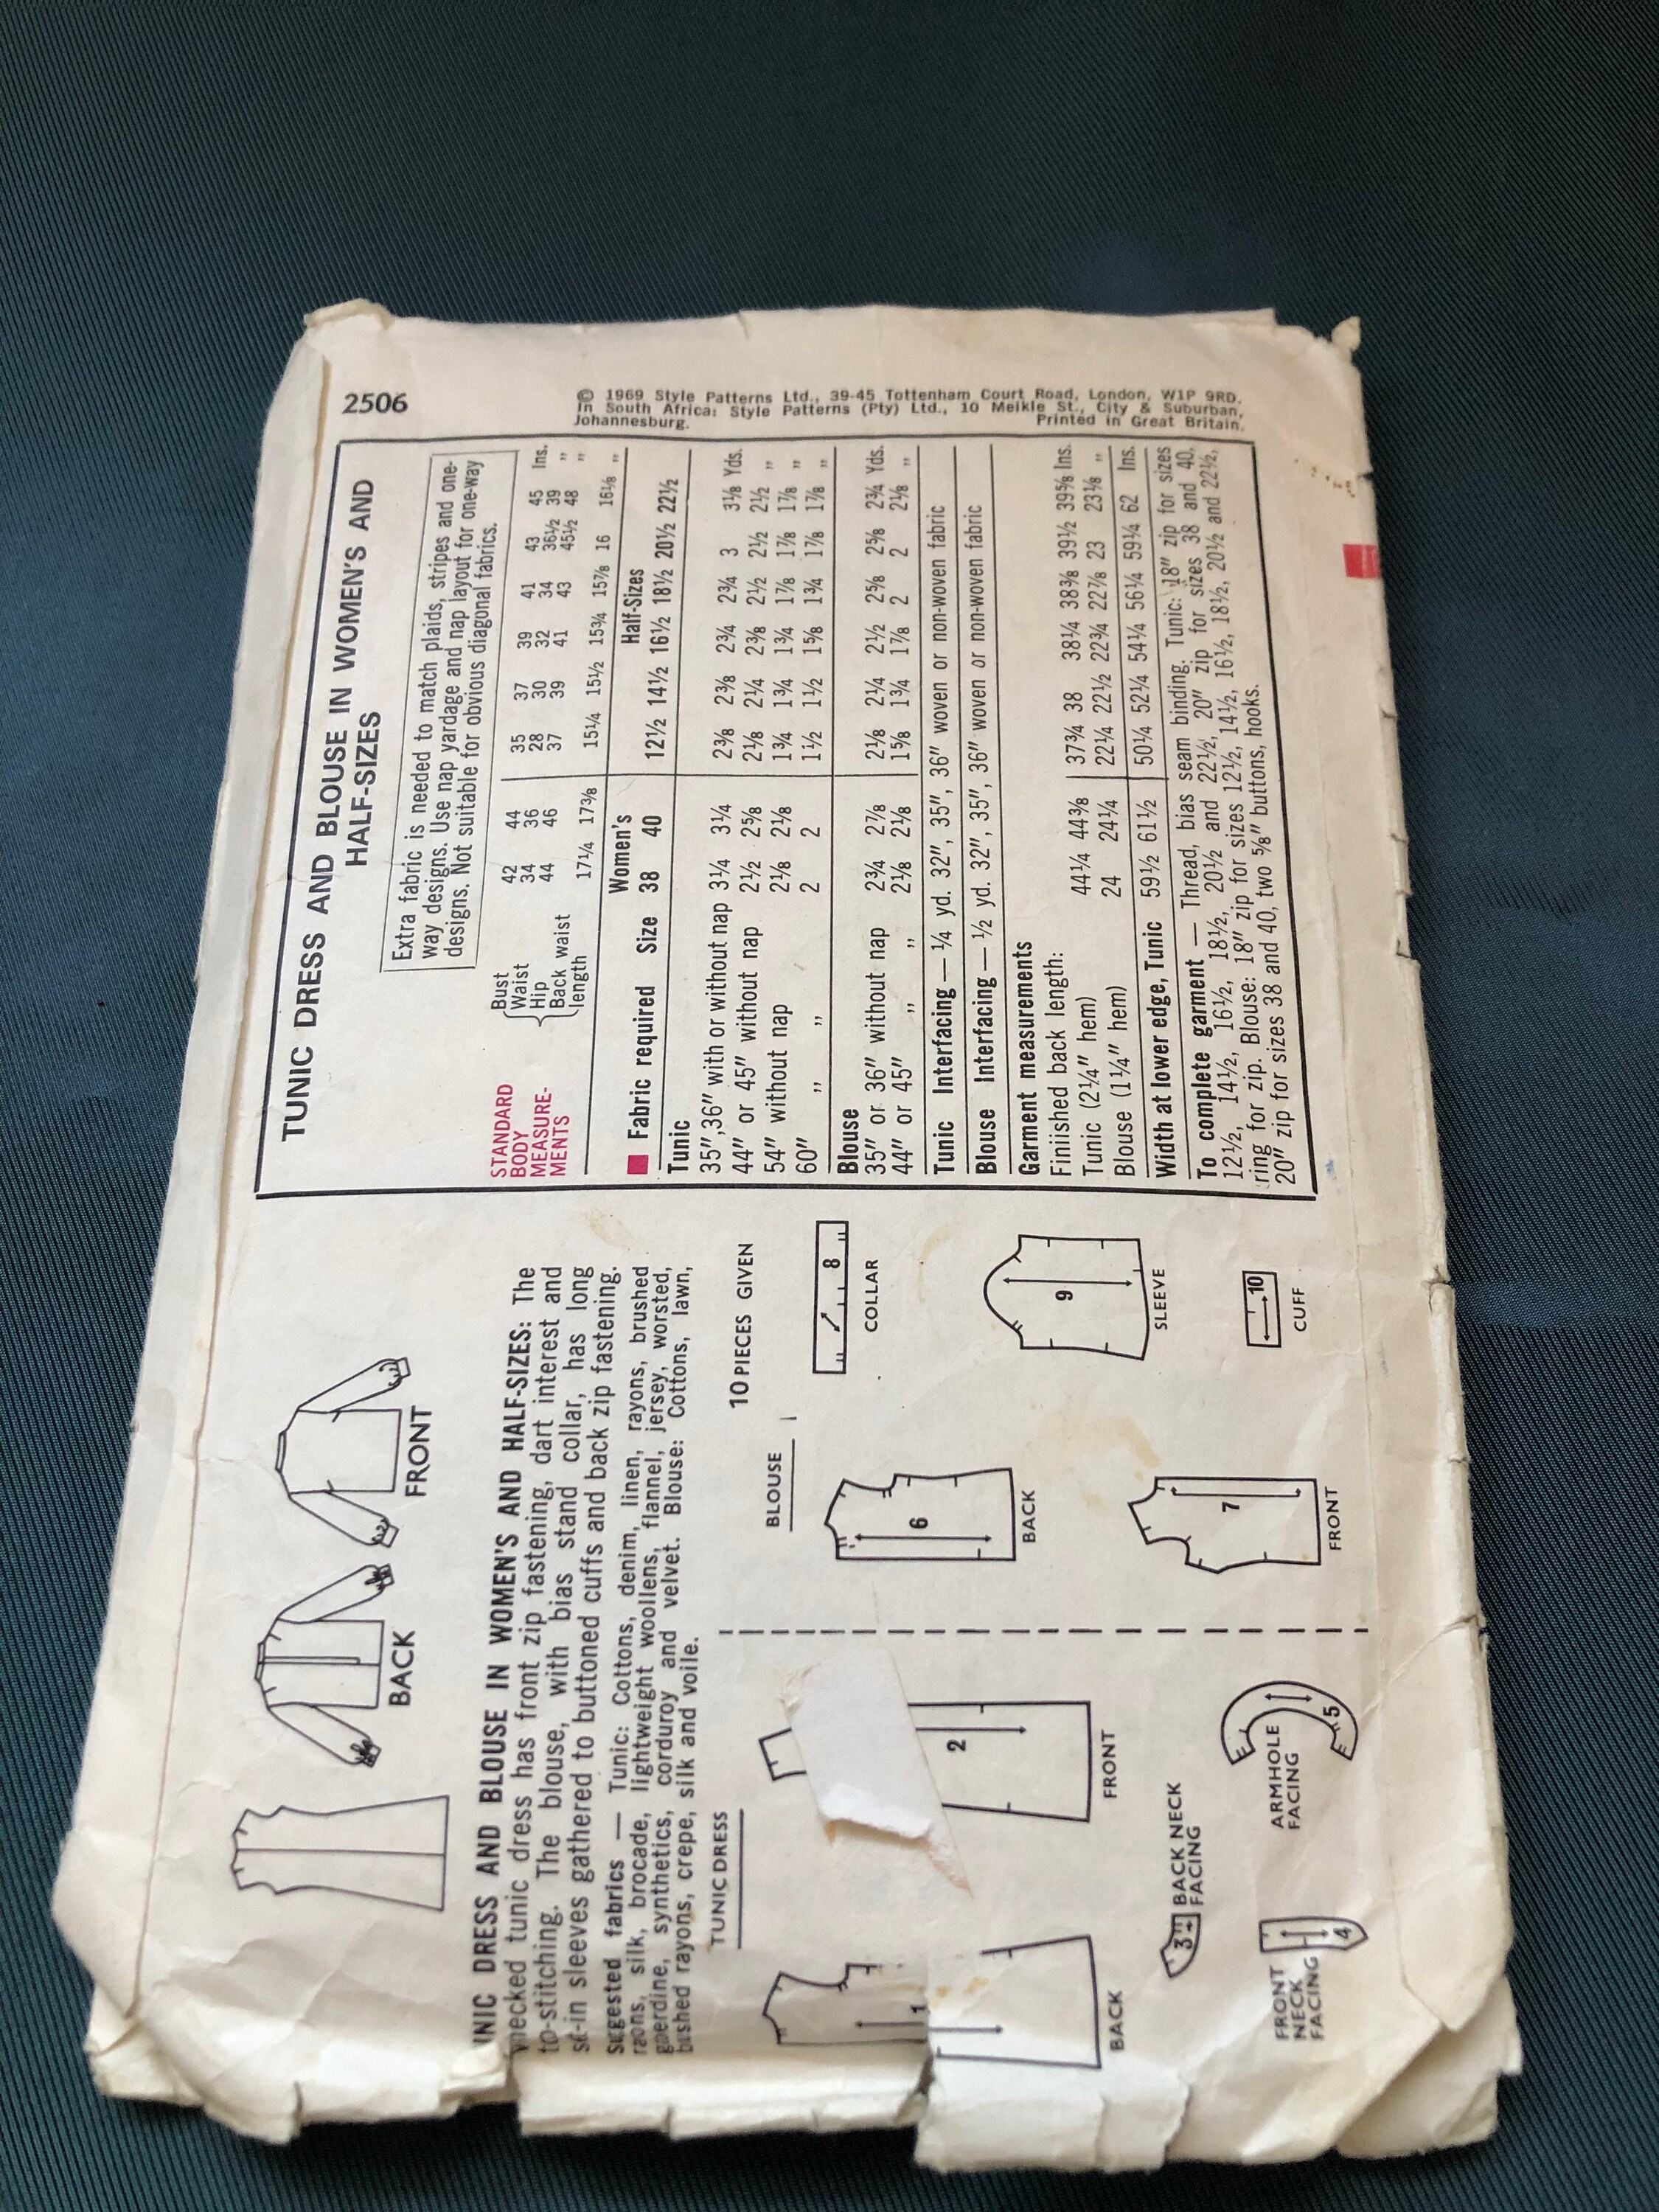 2506
© 1969 Style Patterns Ltd., 39-45 Tottenham Court Road, London, W1P 9RD.
In South Africa: Style Patterns (Pty) Ltd., 10 Meikle St., City & Suburban,
Johannesburg. Printed in Great Britain.
BACK
FRONT
NIC DRESS AND BLOUSE IN WOMEN'S AND HALF-SIZES: The
necked tunic dress has front zip fastening, dart interest and
to-stitching. The blouse, with bias stand collar, has long
set-in sleeves gathered to buttoned cuffs and back zip fastening.
Suggested fabrics — Tunic: Cottons, denim, linen, rayons, brushed
rayons, silk, brocade, lightweight woollens, flannel, jersey, worsted,
synthetics, corduroy and velvet. Blouse: Cottons, lawn,
rayons, crepe, silk and voile.
TUNIC DRESS
BLOUSE
10 PIECES GIVEN
1
BACK
2
FRONT
3
BACK NECK
FACING
FRONT
NECK
FACING
4
ARMHOLE
FACING
5
6
BACK
7
FRONT
8
COLLAR
9
SLEEVE
10
CUFF
TUNIC DRESS AND BLOUSE IN WOMEN'S AND
HALF-SIZES
Extra fabric is needed to match plaids, stripes and one-
way designs. Use nap yardage and nap layout for one-way
designs. Not suitable for obvious diagonal fabrics.
STANDARD
BODY
MEASURE-
MENTS
Bust 42 44 35 37 39 41 43 45 Ins.
Waist 34 36 28 30 32 34 36½ 39 ,,
Hip 44 46 37 39 41 43 45½ 48 ,,
Back waist
length 17¼ 17⅜ 15¼ 15½ 15¾ 15⅞ 16 16⅛ ,,
Women's Half-Sizes
Fabric required Size 38 40 12½ 14½ 16½ 18½ 20½ 22½
Tunic
35",36" with or without nap 3¼ 3¼ 2⅜ 2⅜ 2¾ 2¾ 3 3⅛ Yds.
44" or 45" without nap 2½ 2⅝ 2⅛ 2¼ 2⅜ 2½ 2½ 2½ ,,
54" without nap 2⅛ 2⅛ 1¾ 1¾ 1¾ 1⅞ 1⅞ 1⅞ ,,
60" ,, ,, 2 2 1½ 1½ 1⅝ 1¾ 1⅞ 1⅞ ,,
Blouse
35" or 36" without nap 2¾ 2⅞ 2⅛ 2¼ 2½ 2⅝ 2⅝ 2¾ Yds.
44" or 45" ,, ,, 2⅛ 2⅛ 1⅝ 1¾ 1⅞ 2 2 2⅛ ,,
Tunic Interfacing — ¼ yd. 32", 35", 36" woven or non-woven fabric
Blouse Interfacing — ½ yd. 32", 35", 36" woven or non-woven fabric
Garment measurements
Finiished back length:
Tunic (2¼" hem) 44¼ 44⅜ 37¾ 38 38¼ 38⅜ 39½ 39⅝ Ins.
Blouse (1¼" hem) 24 24¼ 22¼ 22½ 22¾ 22⅞ 23 23⅛ ,,
Width at lower edge, Tunic 59½ 61½ 50¼ 52¼ 54¼ 56¼ 59¼ 62 Ins.
To complete garment — Thread, bias seam binding. Tunic: 18" zip for sizes
12½, 14½, 16½, 18½, 20½ and 22½, 20" zip for sizes 38 and 40,
ring for zip. Blouse: 18" zip for sizes 12½, 14½, 16½, 18½, 20½ and 22½,
20" zip for sizes 38 and 40, two ⅝" buttons, hooks.